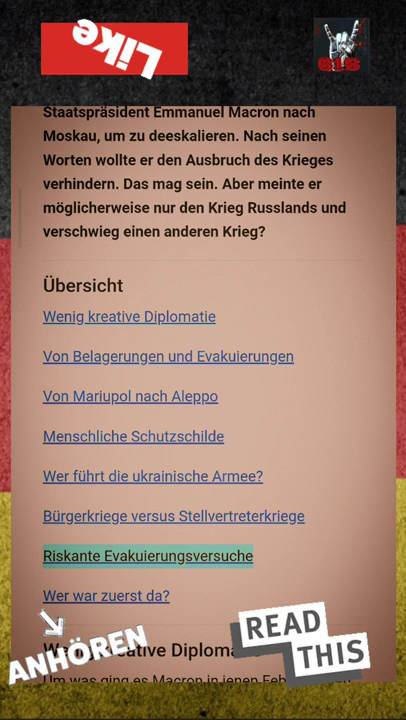 Like
Staatspräsident Emmanuel Macron nach
Moskau, um zu deeskalieren. Nach seinen
Worten wollte er den Ausbruch des Krieges
verhindern. Das mag sein. Aber meinte er
möglicherweise nur den Krieg Russlands und
verschwieg einen anderen Krieg?
Übersicht
Wenig kreative Diplomatie
Von Belagerungen und Evakuierungen
Von Mariupol nach Aleppo
Menschliche Schutzschilde
Wer führt die ukrainische Armee?
Bürgerkriege versus Stellvertreterkriege
Riskante Evakuierungsversuche
Wer war zuerst da?
ANHÖREN
READ
THIS